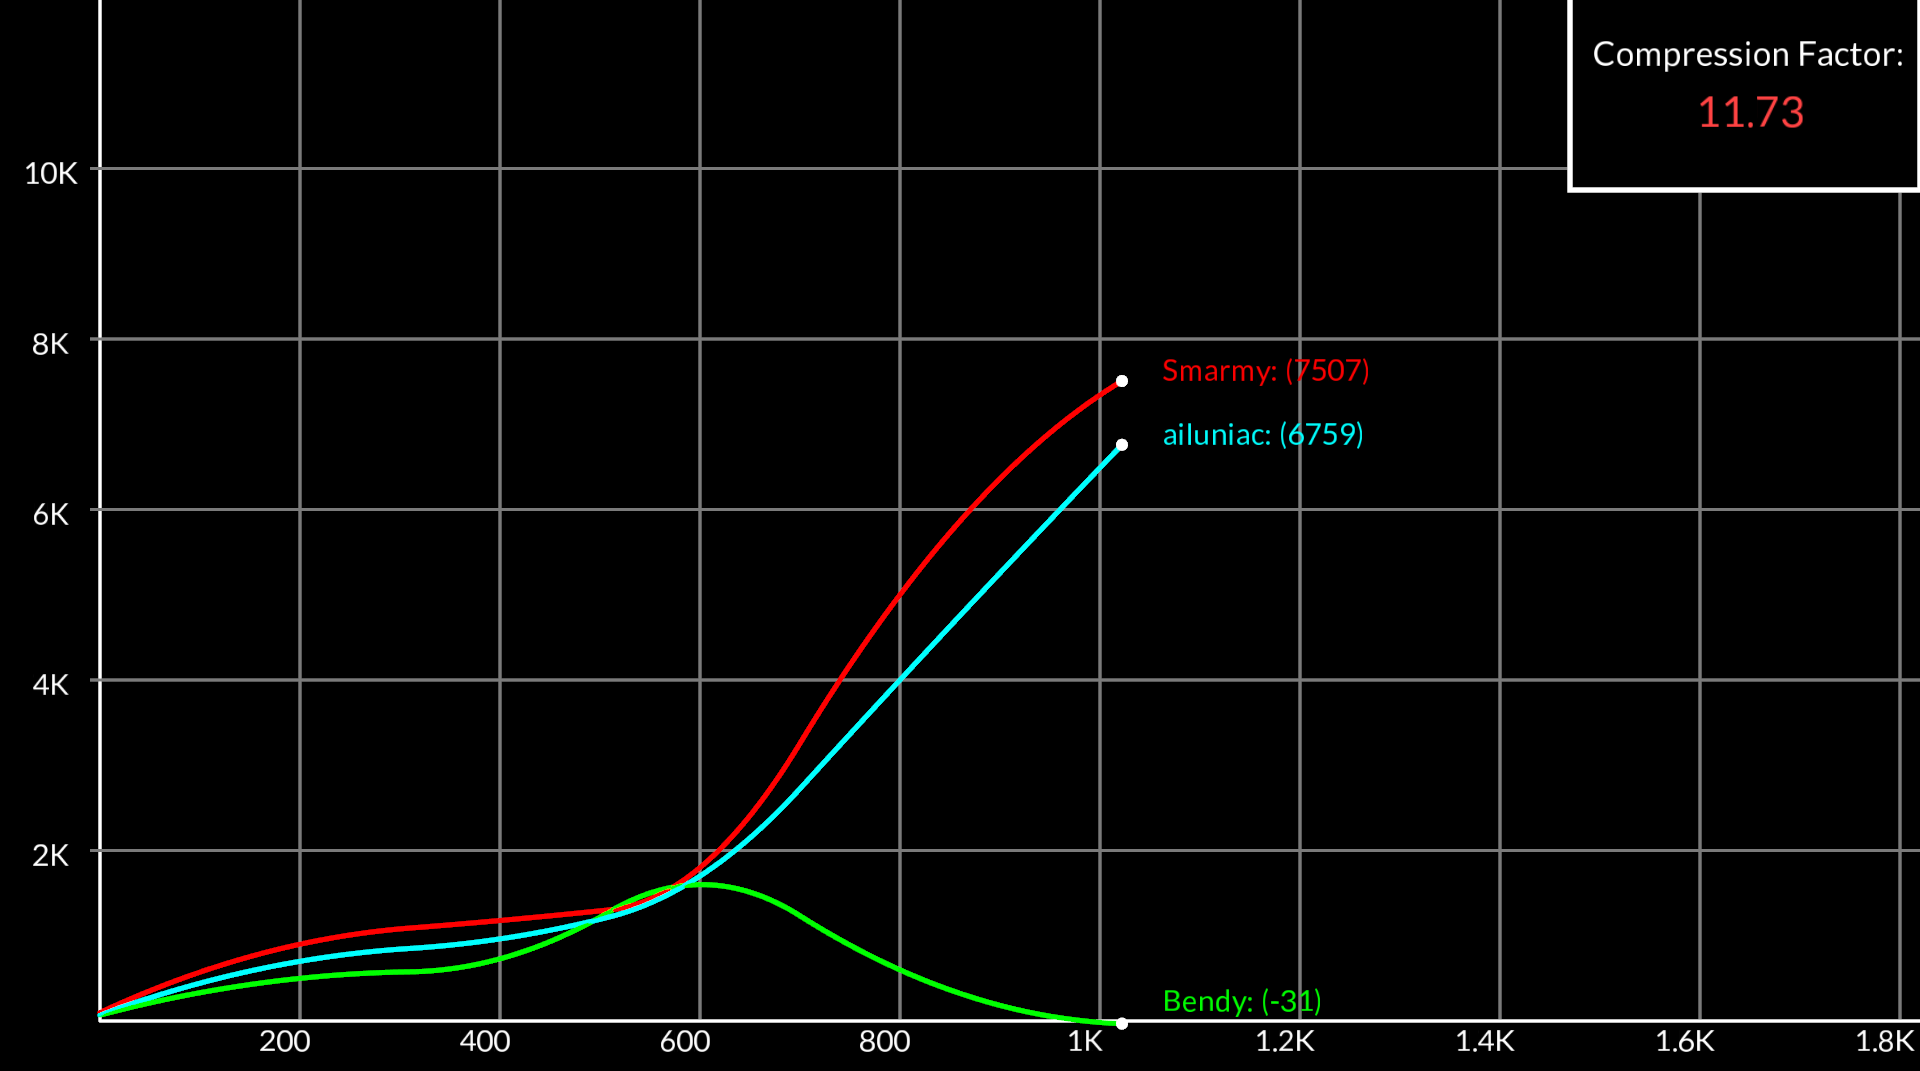 Compression Factor:
11.73
10K
8K
6K
4K
2K
Smarmy: (7507)
ailuniac: (6759)
Bendy: (-31)
200
400
600
800
1K
1.2K
1.4K
1.6K
1.8K